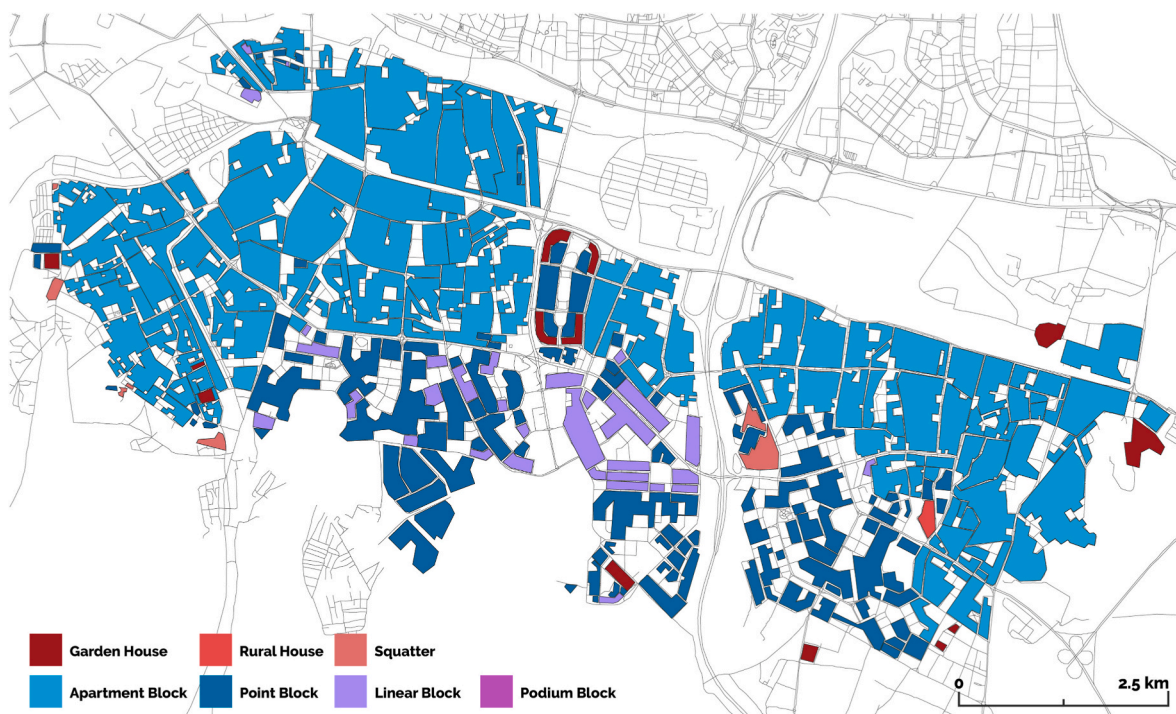 Garden House
Rural House
Squatter
Apartment Block
Point Block
Linear Block
Podium Block
0
2.5 km